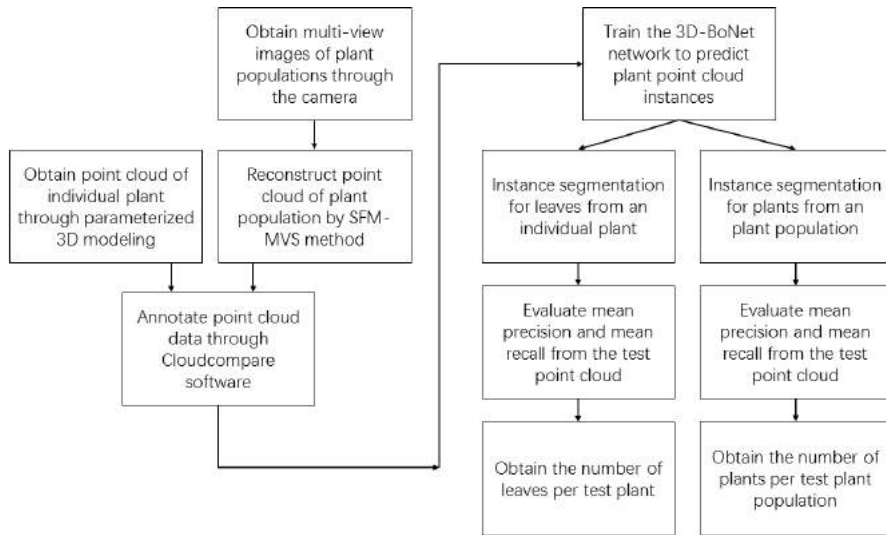 Obtain multi-view
images of plant
populations through
the camera
Obtain point cloud of
individual plant
through parameterized
3D modeling
Reconstruct point
cloud of plant
population by SFM-
MVS method
Annotate point cloud
data through
Cloudcompare
software
Train the 3D-BoNet
network to predict
plant point cloud
instances
Instance segmentation
for leaves from an
individual plant
Evaluate mean
precision and mean
recall from the test
point cloud
Obtain the number of
leaves per test plant
Instance segmentation
for plants from an
plant population
Evaluate mean
precision and mean
recall from the test
point cloud
Obtain the number of
plants per test plant
population